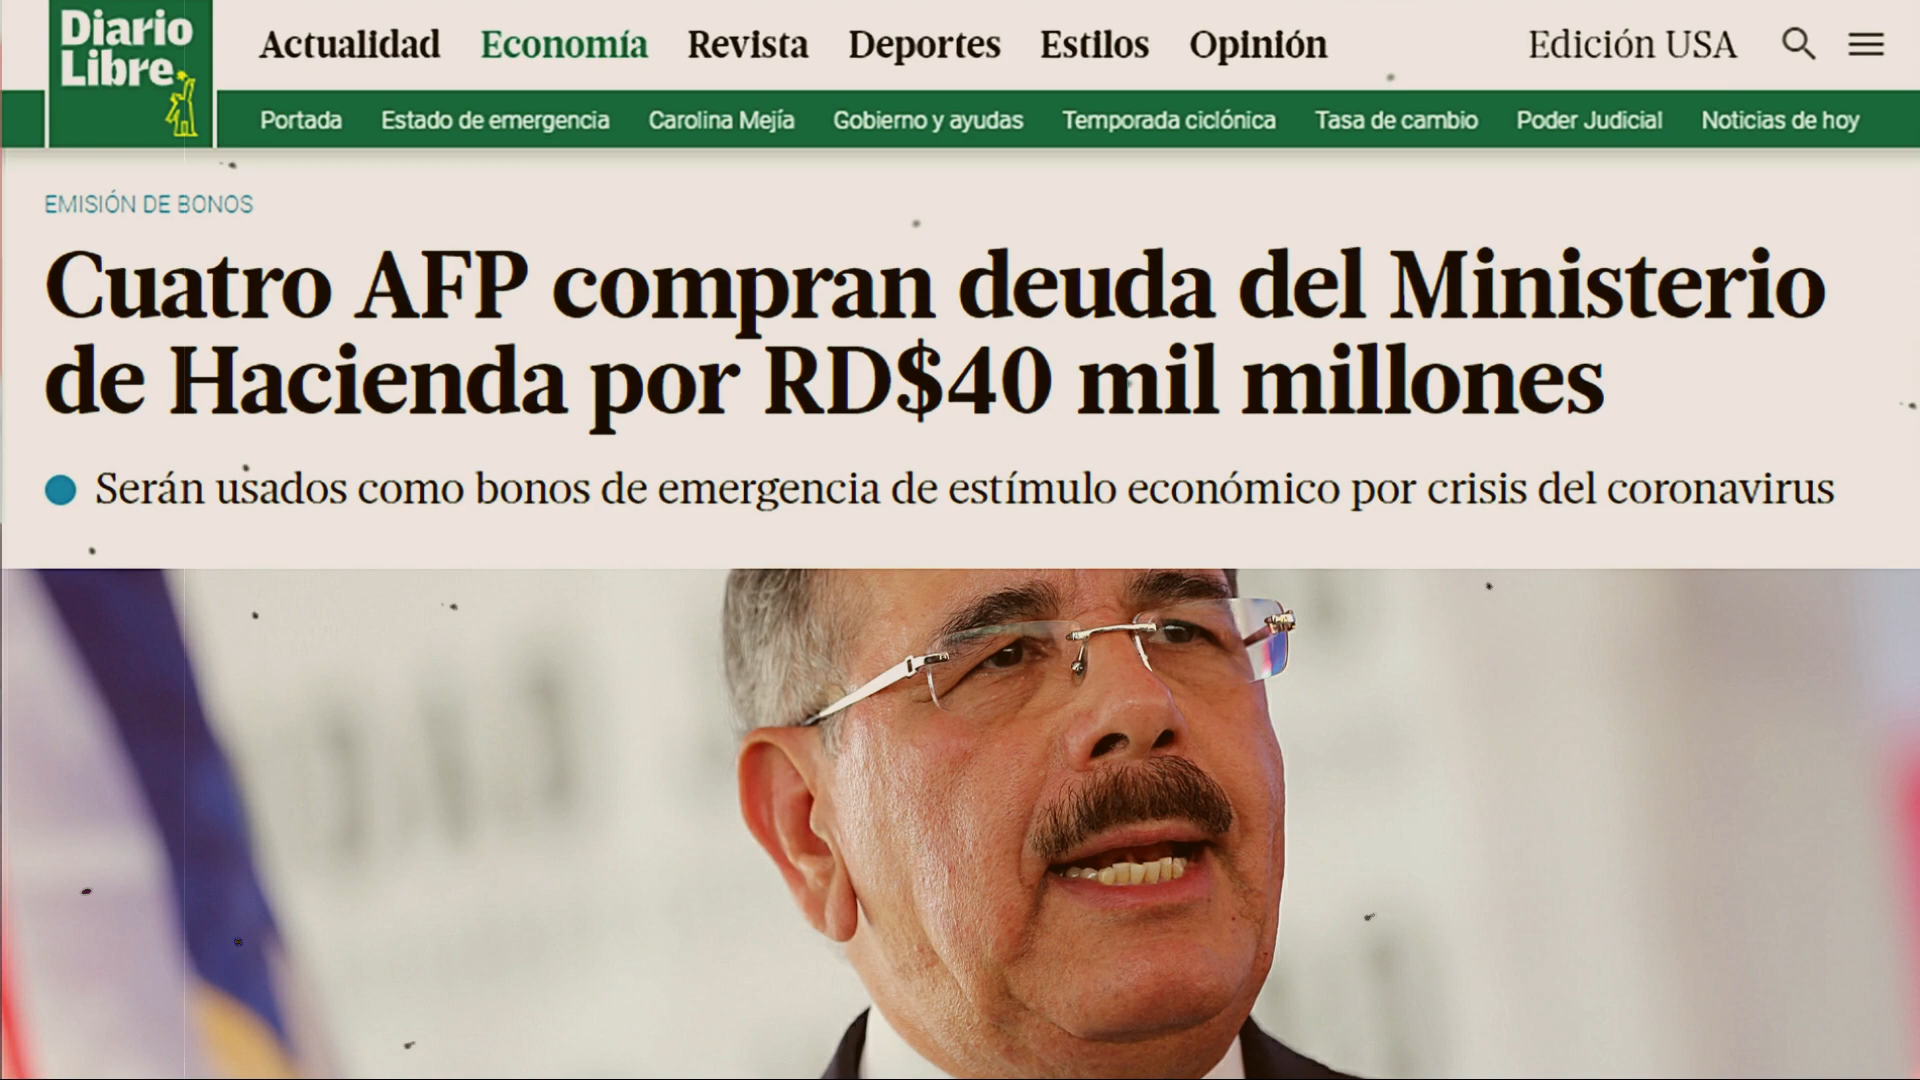 Diario
Libre
Actualidad Economía Revista Deportes Estilos Opinión Edición USA
Portada Estado de emergencia Carolina Mejía Gobierno y ayudas Temporada ciclónica Tasa de cambio Poder Judicial Noticias de hoy
EMISIÓN DE BONOS
Cuatro AFP compran deuda del Ministerio
de Hacienda por RD$40 mil millones
Serán usados como bonos de emergencia de estímulo económico por crisis del coronavirus